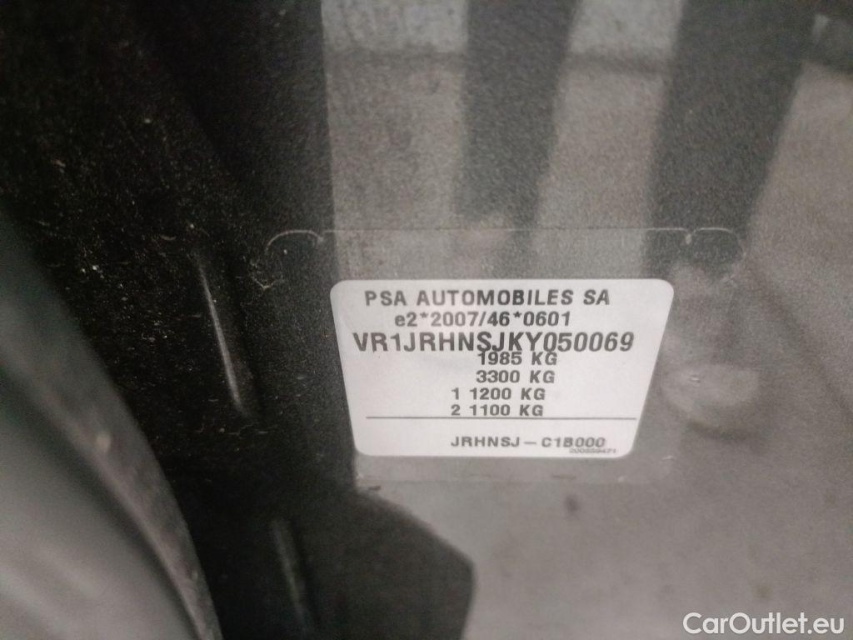 PSA AUTOMOBILES SA
e2*2007/46*0601
VR1JRHNSJKY050069
1985 KG
3300 KG
1 1200 KG
2 1100 KG
JRHNSJ-C1B000
CarOutlet.eu